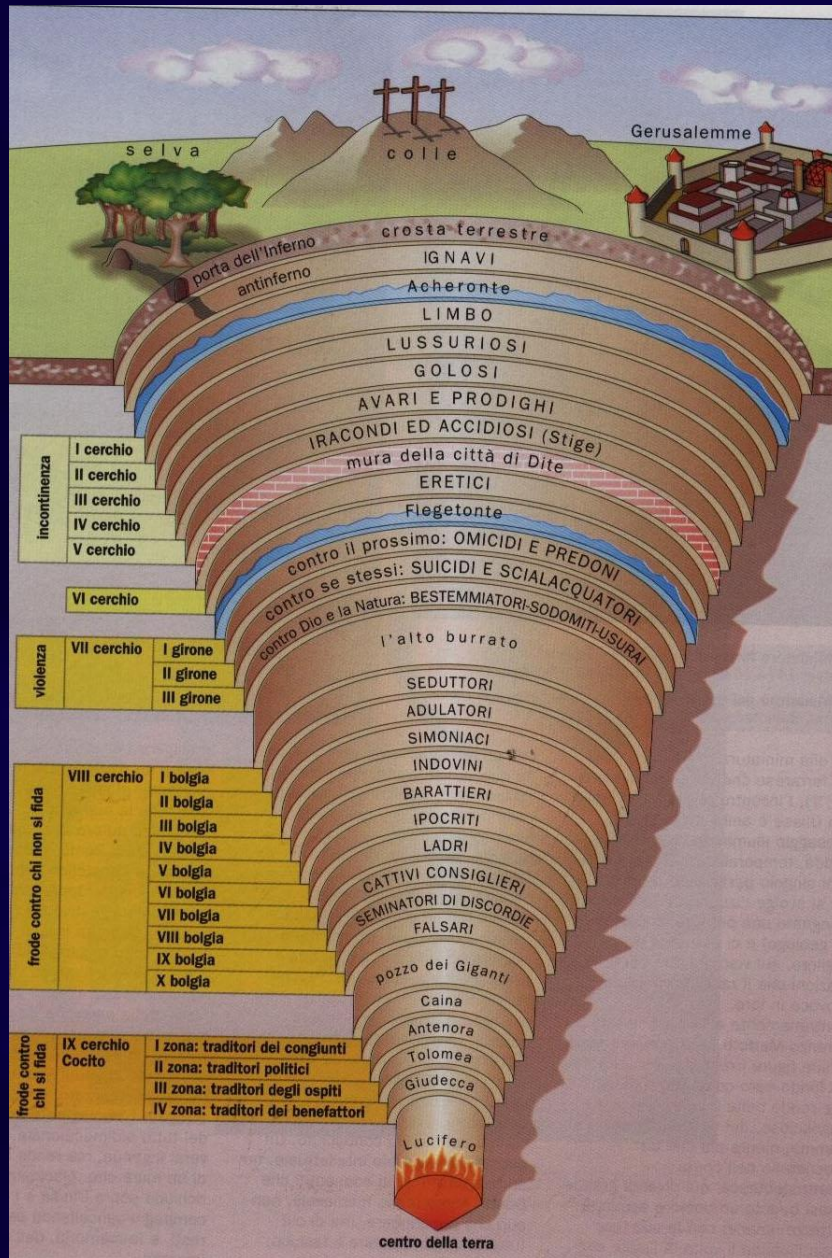 selva
colle
Gerusalemme
porta dell'Inferno
crosta terrestre
antinferno
IGNAVI
Acheronte
LIMBO
LUSSURIOSI
GOLOSI
AVARI E PRODIGHI
IRACONDI ED ACCIDIOSI (Stige)
mura della città di Dite
ERETICI
Flegetonte
contro il prossimo: OMICIDI E PREDONI
contro se stessi: SUICIDI E SCIALACQUATORI
contro Dio e la Natura: BESTEMMIATORI-SODOMITI-USURAI
l'alto burrato
SEDUTTORI
ADULATORI
SIMONIACI
INDOVINI
BARATTIERI
IPOCRITI
LADRI
CATTIVI CONSIGLIERI
SEMINATORI DI DISCORDIE
FALSARI
pozzo dei Giganti
Caina
Antenora
Tolomea
Giudecca
Lucifero
centro della terra
incontinenza
I cerchio
II cerchio
III cerchio
IV cerchio
V cerchio
VI cerchio
violenza
VII cerchio
I girone
II girone
III girone
frode contro chi non si fida
VIII cerchio
I bolgia
II bolgia
III bolgia
IV bolgia
V bolgia
VI bolgia
VII bolgia
VIII bolgia
IX bolgia
X bolgia
frode contro
chi si fida
IX cerchio
Cocito
I zona: traditori dei congiunti
II zona: traditori politici
III zona: traditori degli ospiti
IV zona: traditori dei benefattori